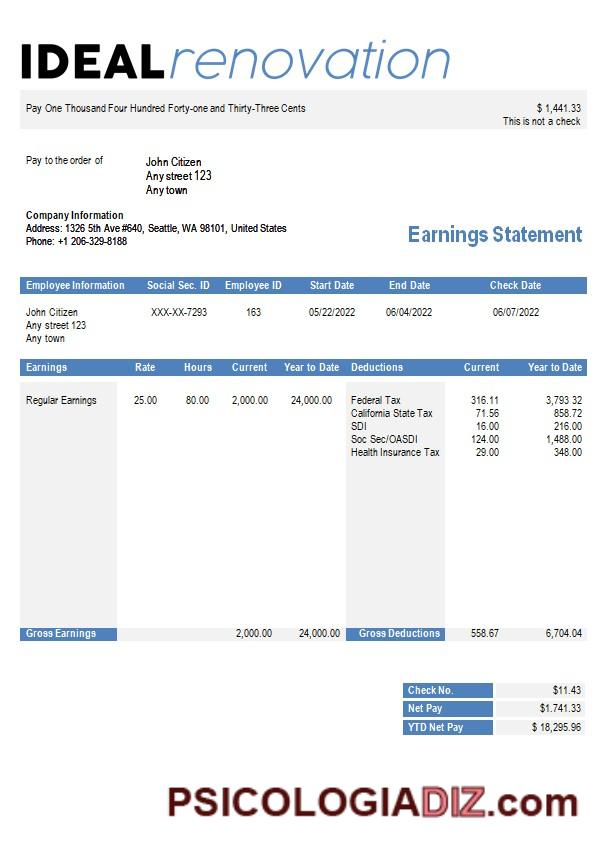 IDEAL renovation
Pay One Thousand Four Hundred Forty-one and Thirty-Three Cents $ 1,441.33
This is not a check
Pay to the order of John Citizen
Any street 123
Any town
Company Information
Address: 1326 5th Ave #640, Seattle, WA 98101, United States
Phone: +1 206-329-8188
Earnings Statement
Employee Information Social Sec. ID Employee ID Start Date End Date Check Date
John Citizen XXX-XX-7293 163 05/22/2022 06/04/2022 06/07/2022
Any street 123
Any town
Earnings Rate Hours Current Year to Date Deductions Current Year to Date
Regular Earnings 25.00 80.00 2,000.00 24,000.00 Federal Tax 316.11 3,793 32
California State Tax 71.56 858.72
SDI 16.00 216.00
Soc Sec/OASDI 124.00 1,488.00
Health Insurance Tax 29.00 348.00
Gross Earnings 2,000.00 24,000.00 Gross Deductions 558.67 6,704.04
Check No. $11.43
Net Pay $1.741.33
YTD Net Pay $ 18,295.96
PSICOLOGIADIZ.com